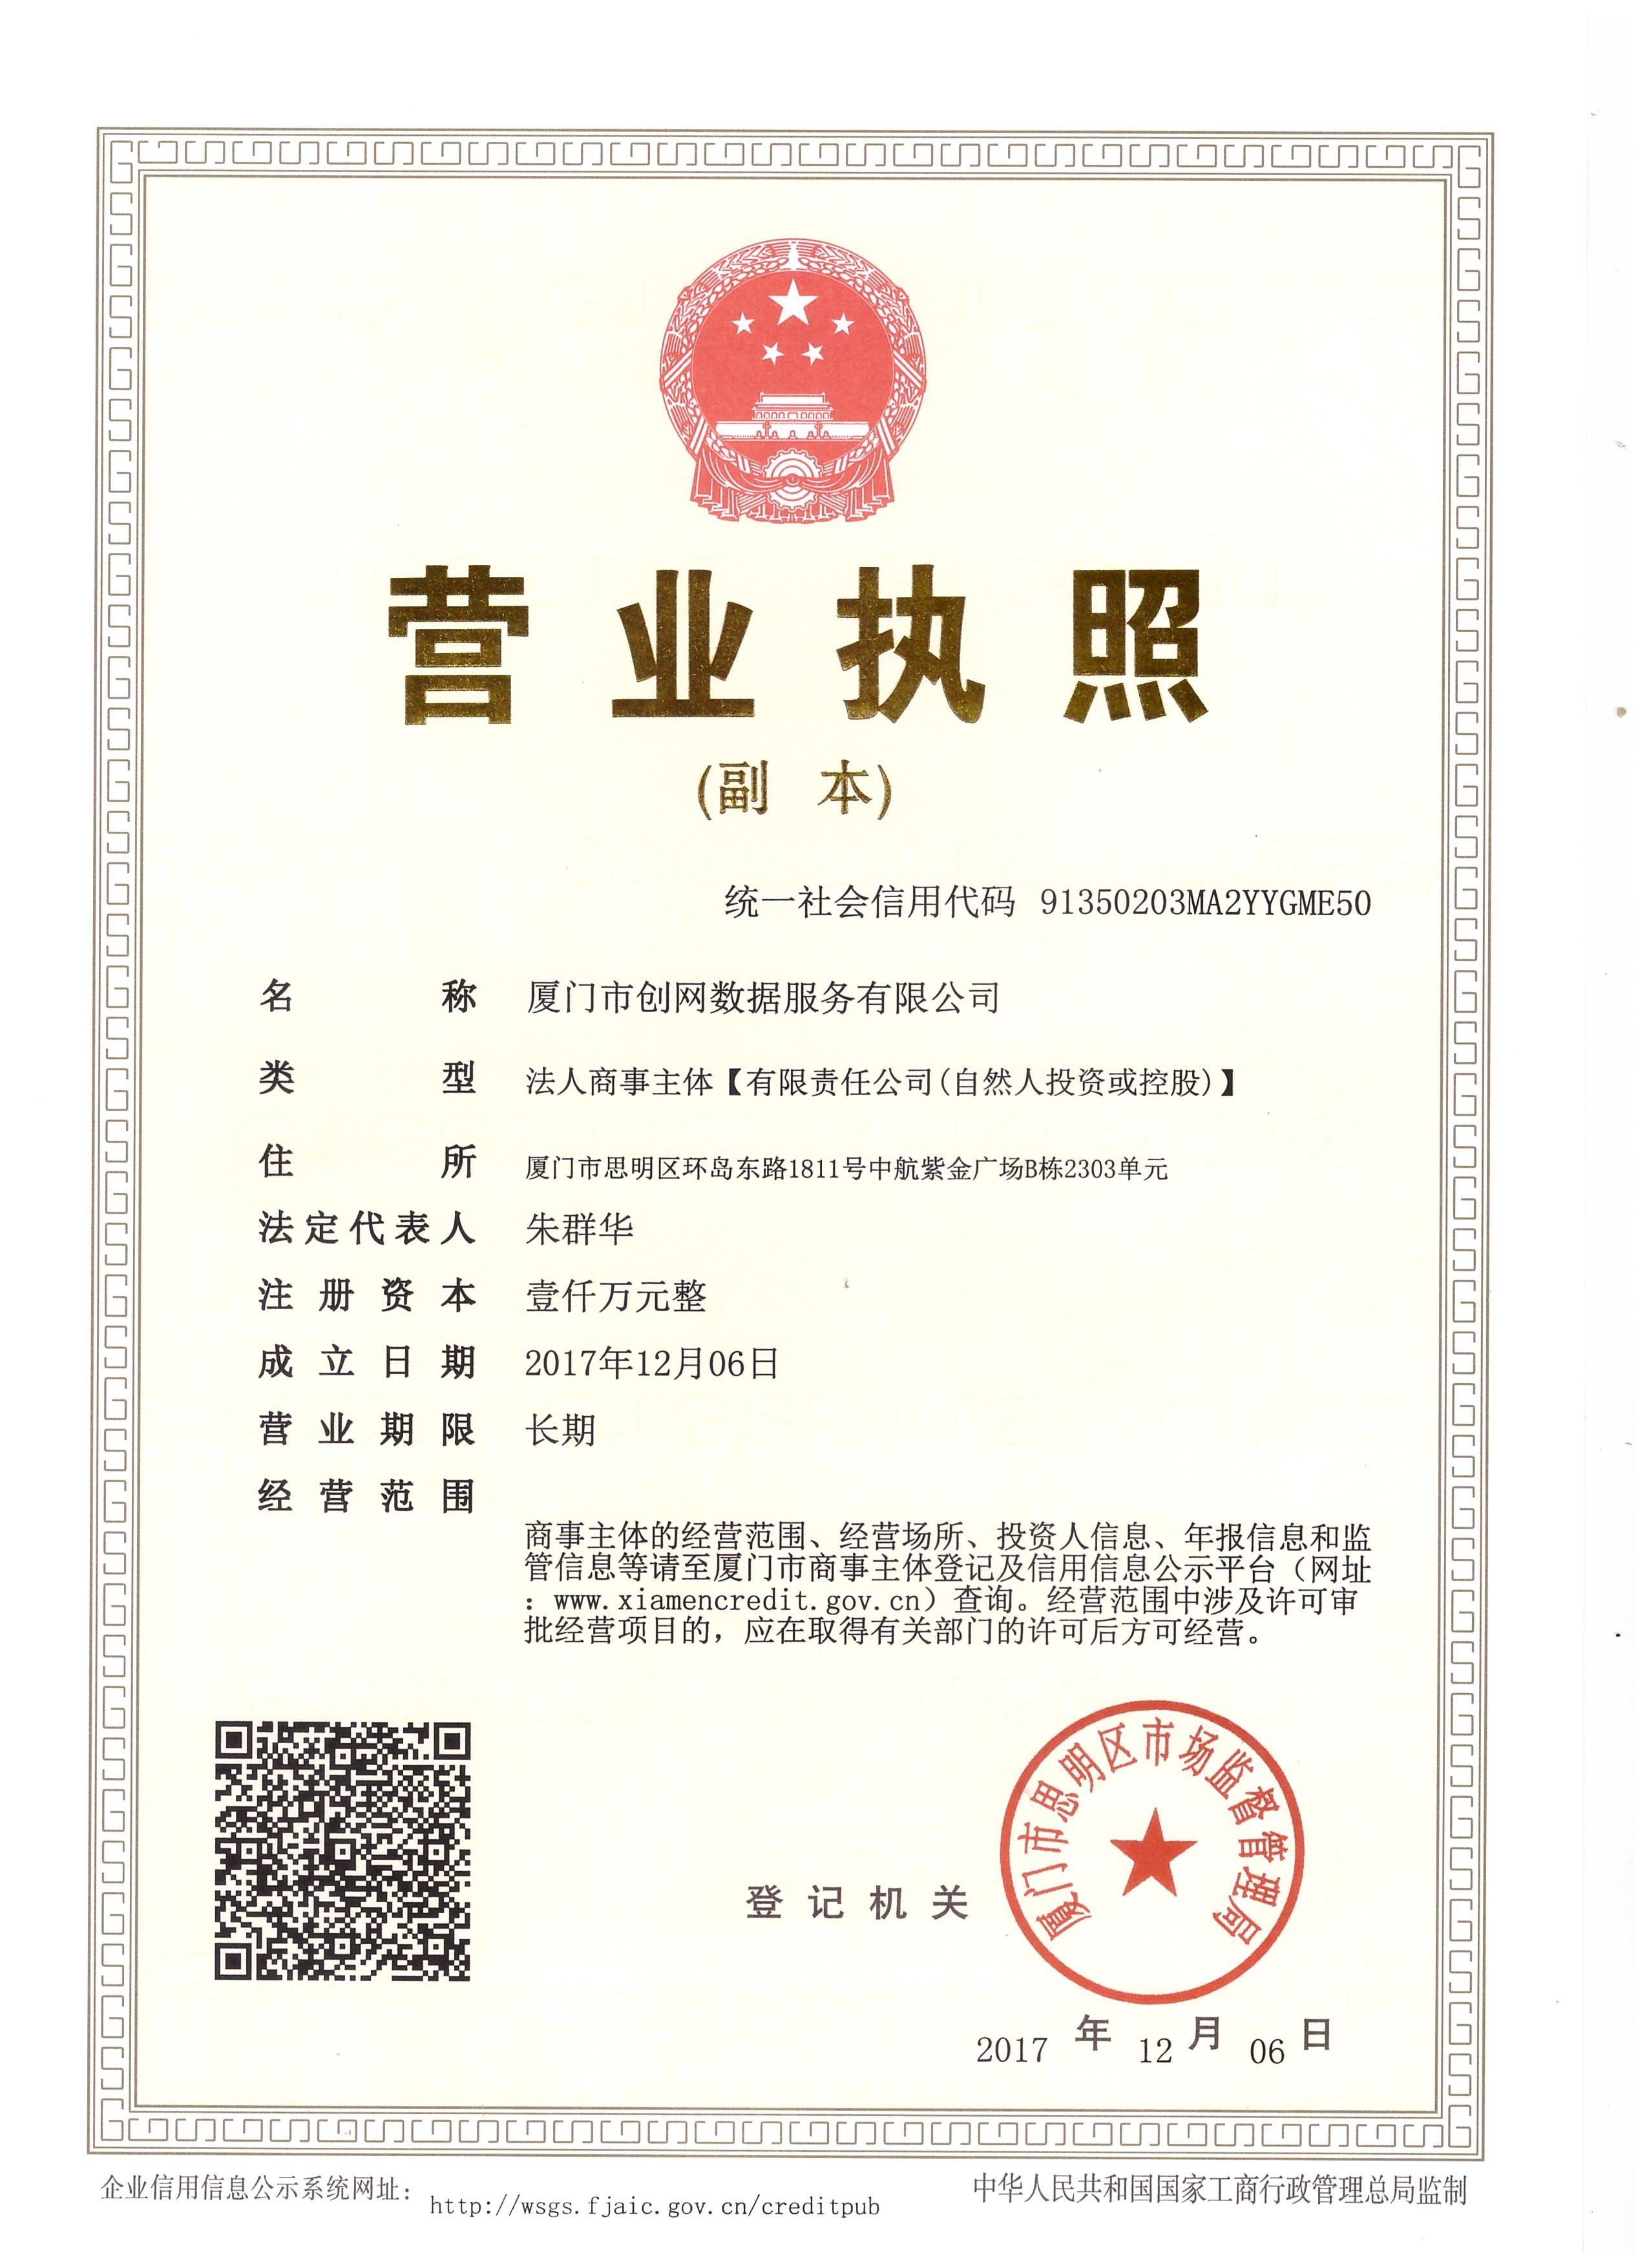 营业执照
(副 本)
统一社会信用代码 91350203MA2YYGME50
名 称 厦门市创网数据服务有限公司
类 型 法人商事主体【有限责任公司(自然人投资或控股)】
住 所 厦门市思明区环岛东路1811号中航紫金广场B栋2303单元
法定代表人 朱群华
注册资本 壹仟万元整
成立日期 2017年12月06日
营业期限 长期
经营范围
商事主体的经营范围、经营场所、投资人信息、年报信息和监
管信息等请至厦门市商事主体登记及信用信息公示平台（网址
：www.xiamencredit.gov.cn）查询。经营范围中涉及许可审
批经营项目的，应在取得有关部门的许可后方可经营。
厦门市思明区市场监督管理局
登记机关
2017 年 12 月 06 日
企业信用信息公示系统网址： http://wsgs.fjaic.gov.cn/creditpub
中华人民共和国国家工商行政管理总局监制